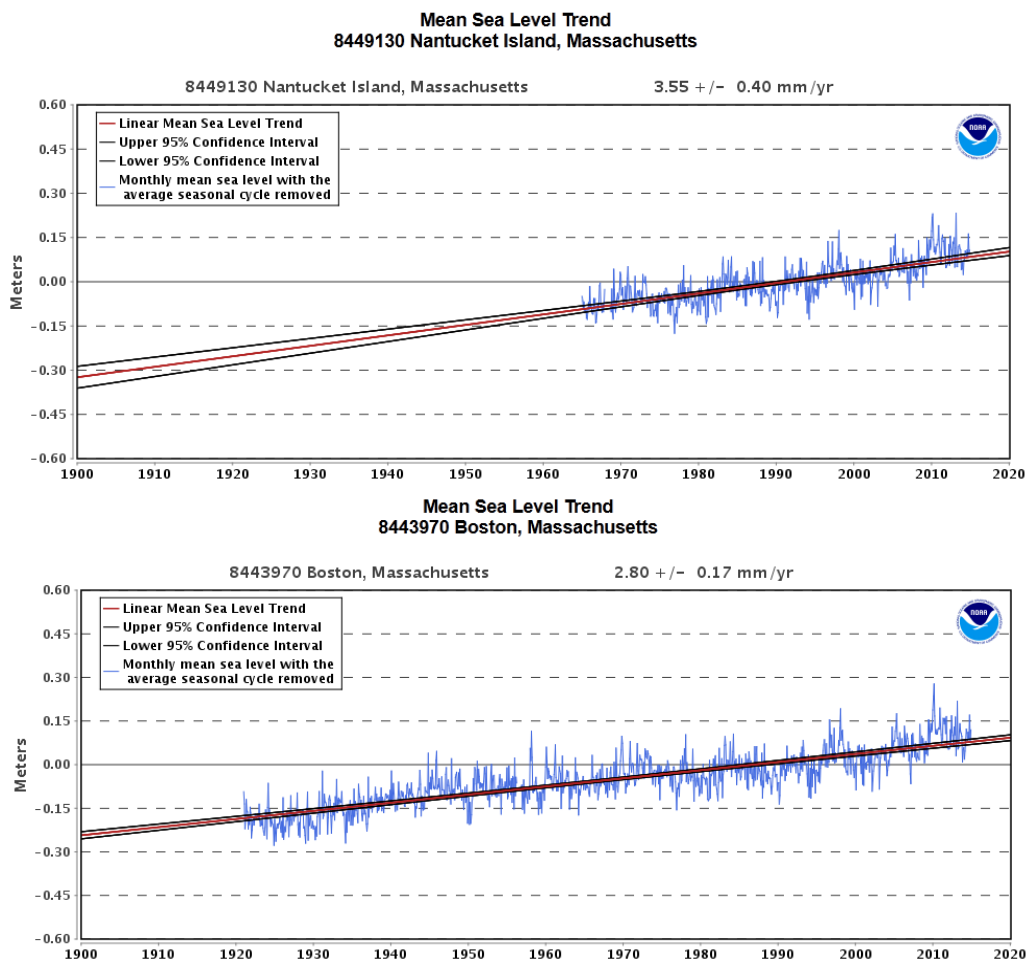 Mean Sea Level Trend
8449130 Nantucket Island, Massachusetts
8449130 Nantucket Island, Massachusetts 3.55 +/- 0.40 mm/yr
0.60
0.45
0.30
0.15
0.00
-0.15
-0.30
-0.45
-0.60
Meters
Linear Mean Sea Level Trend
Upper 95% Confidence Interval
Lower 95% Confidence Interval
Monthly mean sea level with the
average seasonal cycle removed
NOAA
1900 1910 1920 1930 1940 1950 1960 1970 1980 1990 2000 2010 2020
Mean Sea Level Trend
8443970 Boston, Massachusetts
8443970 Boston, Massachusetts 2.80 +/- 0.17 mm/yr
0.60
0.45
0.30
0.15
0.00
-0.15
-0.30
-0.45
-0.60
Meters
Linear Mean Sea Level Trend
Upper 95% Confidence Interval
Lower 95% Confidence Interval
Monthly mean sea level with the
average seasonal cycle removed
NOAA
1900 1910 1920 1930 1940 1950 1960 1970 1980 1990 2000 2010 2020